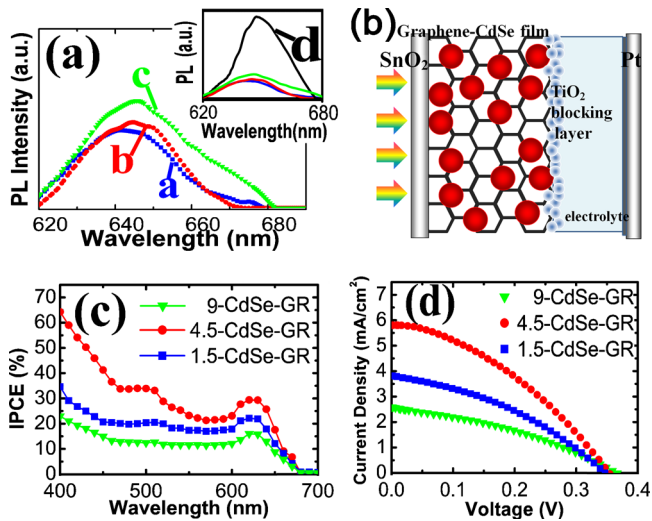 (a)
PL Intensity (a.u.)
c
b
a
620 640 660 680
Wavelength (nm)
PL (a.u.)
d
620 680
Wavelength(nm)
(b)
Graphene-CdSe film
SnO2
Pt
TiO2
blocking
layer
electrolyte
(c)
9-CdSe-GR
4.5-CdSe-GR
1.5-CdSe-GR
IPCE (%)
70
60
50
40
30
20
10
0
400 500 600 700
Wavelength (nm)
(d)
9-CdSe-GR
4.5-CdSe-GR
1.5-CdSe-GR
Current Density (mA/cm2)
7
6
5
4
3
2
1
0
0.0 0.1 0.2 0.3 0.4
Voltage (V)